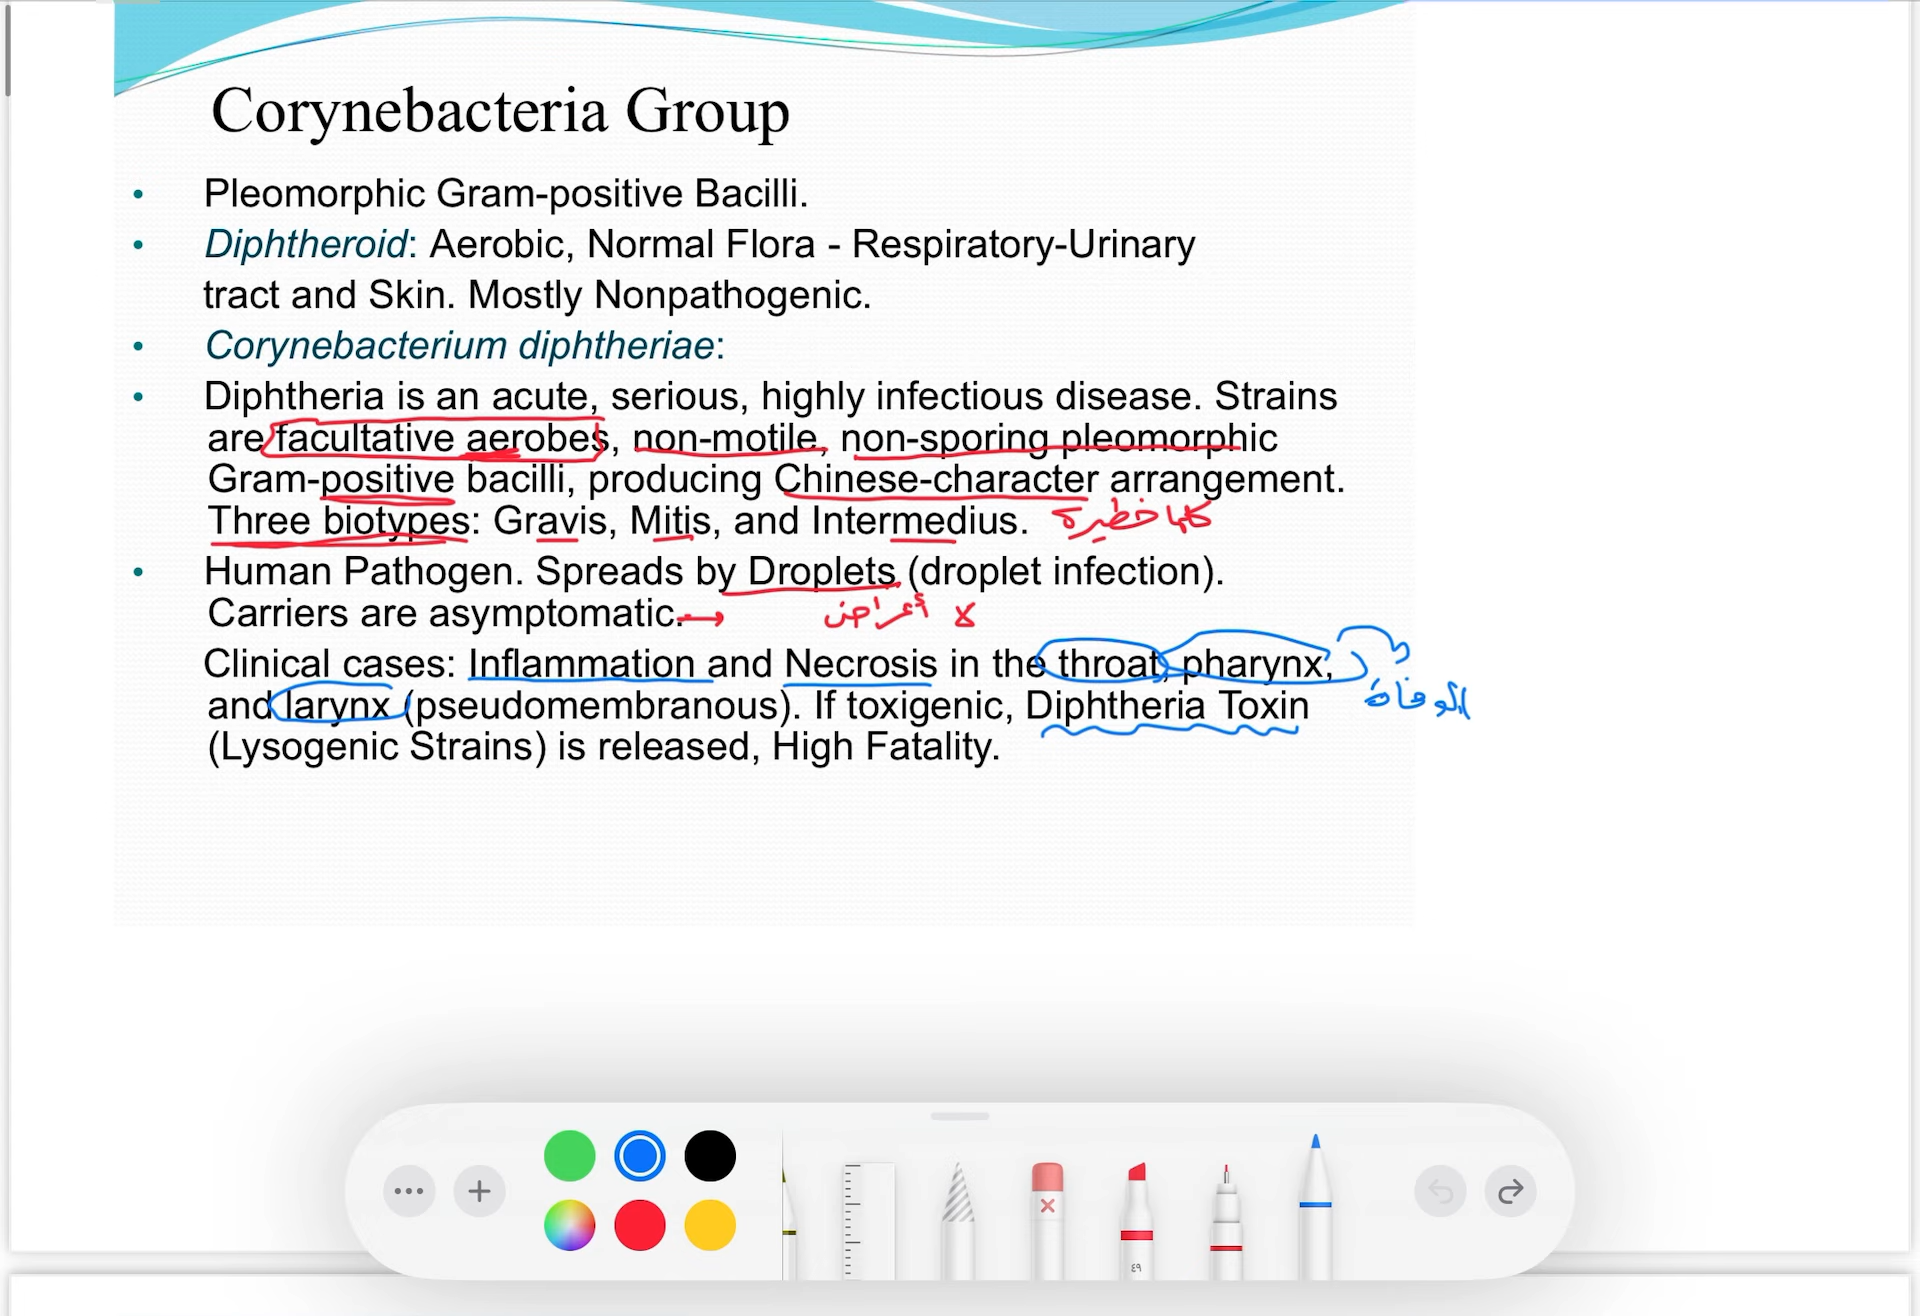 Corynebacteria Group
• Pleomorphic Gram-positive Bacilli.
• Diphtheroid: Aerobic, Normal Flora - Respiratory-Urinary
tract and Skin. Mostly Nonpathogenic.
• Corynebacterium diphtheriae:
• Diphtheria is an acute, serious, highly infectious disease. Strains
are facultative aerobes, non-motile, non-sporing pleomorphic
Gram-positive bacilli, producing Chinese-character arrangement.
Three biotypes: Gravis, Mitis, and Intermedius. كلها خطيرة
• Human Pathogen. Spreads by Droplets (droplet infection).
Carriers are asymptomatic. لا أعراض
Clinical cases: Inflammation and Necrosis in the throat, pharynx,
and larynx (pseudomembranous). If toxigenic, Diphtheria Toxin الوفاة
(Lysogenic Strains) is released, High Fatality.
٤٩